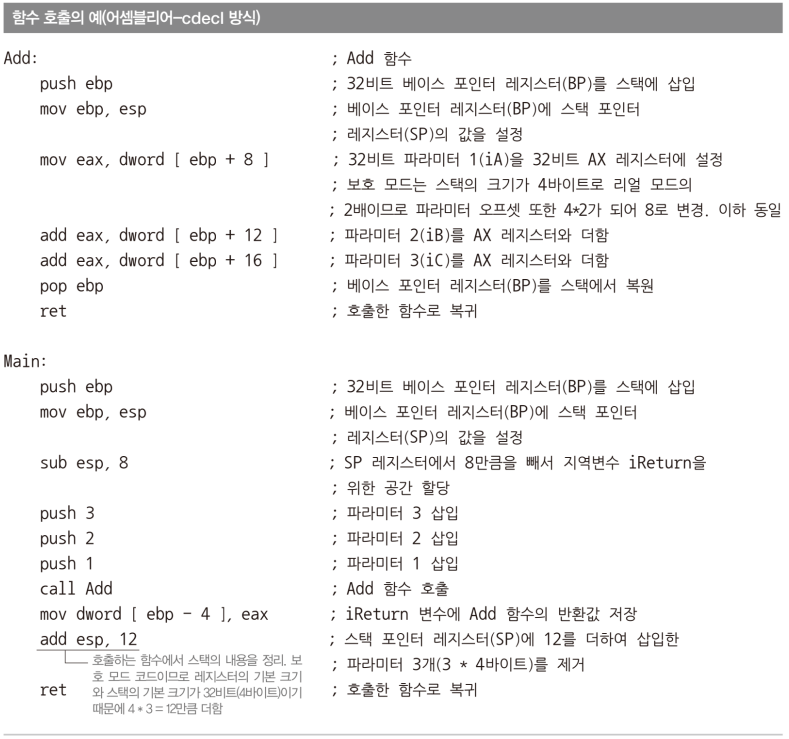 함수 호출의 예(어셈블리어-cdecl 방식)
Add: ; Add 함수
push ebp ; 32비트 베이스 포인터 레지스터(BP)를 스택에 삽입
mov ebp, esp ; 베이스 포인터 레지스터(BP)에 스택 포인터
; 레지스터(SP)의 값을 설정
mov eax, dword [ ebp + 8 ] ; 32비트 파라미터 1(iA)을 32비트 AX 레지스터에 설정
; 보호 모드는 스택의 크기가 4바이트로 리얼 모드의
; 2배이므로 파라미터 오프셋 또한 4*2가 되어 8로 변경. 이하 동일
add eax, dword [ ebp + 12 ] ; 파라미터 2(iB)를 AX 레지스터와 더함
add eax, dword [ ebp + 16 ] ; 파라미터 3(iC)를 AX 레지스터와 더함
pop ebp ; 베이스 포인터 레지스터(BP)를 스택에서 복원
ret ; 호출한 함수로 복귀
Main:
push ebp ; 32비트 베이스 포인터 레지스터(BP)를 스택에 삽입
mov ebp, esp ; 베이스 포인터 레지스터(BP)에 스택 포인터
; 레지스터(SP)의 값을 설정
sub esp, 8 ; SP 레지스터에서 8만큼을 빼서 지역변수 iReturn을
; 위한 공간 할당
push 3 ; 파라미터 3 삽입
push 2 ; 파라미터 2 삽입
push 1 ; 파라미터 1 삽입
call Add ; Add 함수 호출
mov dword [ ebp - 4 ], eax ; iReturn 변수에 Add 함수의 반환값 저장
add esp, 12 ; 스택 포인터 레지스터(SP)에 12를 더하여 삽입한
; 파라미터 3개(3 * 4바이트)를 제거
호출하는 함수에서 스택의 내용을 정리. 보
호 모드 코드이므로 레지스터의 기본 크기
와 스택의 기본 크기가 32비트(4바이트)이기
때문에 4 * 3 = 12만큼 더함
ret ; 호출한 함수로 복귀